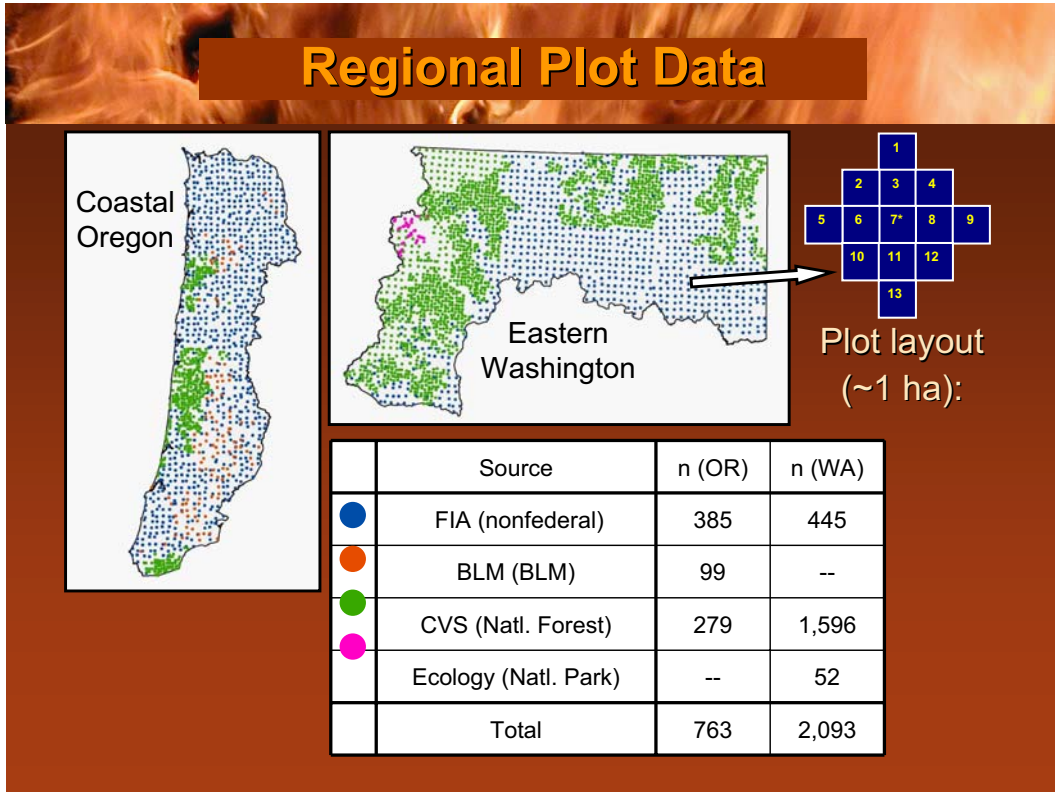 Regional Plot Data
Coastal
Oregon
Eastern
Washington
1
2 3 4
5 6 7* 8 9
10 11 12
13
Plot layout
(~1 ha):
Source n (OR) n (WA)
FIA (nonfederal) 385 445
BLM (BLM) 99 --
CVS (Natl. Forest) 279 1,596
Ecology (Natl. Park) -- 52
Total 763 2,093